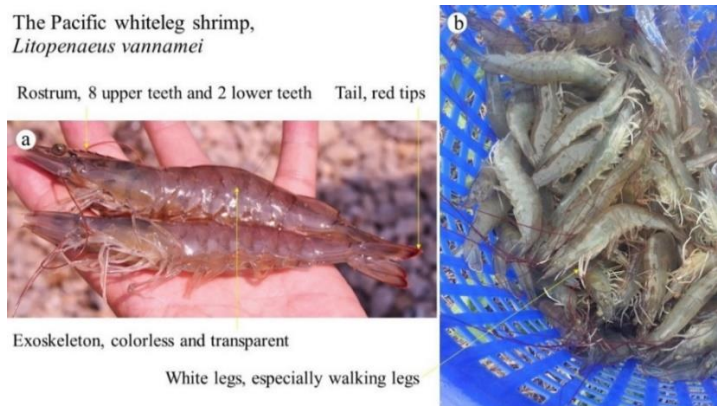 The Pacific whiteleg shrimp,
Litopenaeus vannamei
Rostrum, 8 upper teeth and 2 lower teeth
Tail, red tips
a
b
Exoskeleton, colorless and transparent
White legs, especially walking legs